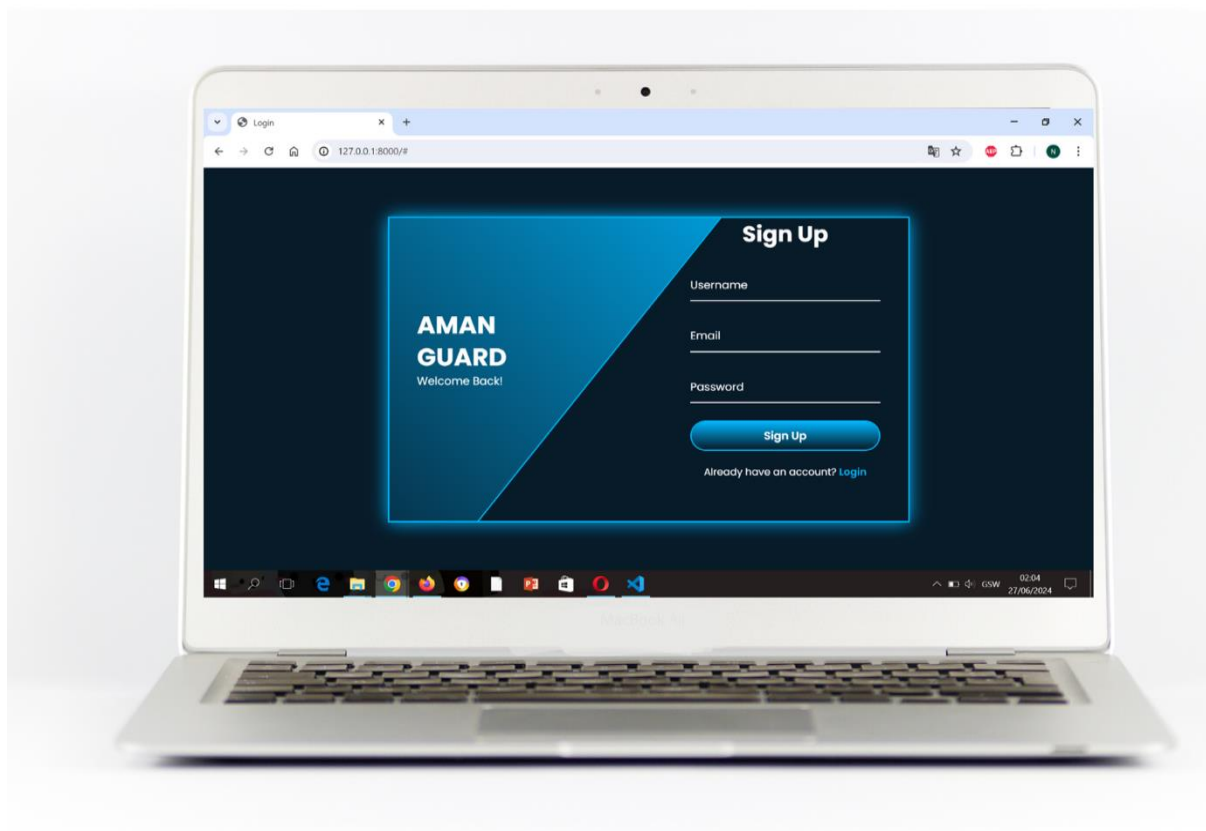 Login
127.0.0.1:8000/#
ABP
N
Sign Up
Username
AMAN
GUARD
Welcome Back!
Email
Password
Sign Up
Already have an account? Login
GSW
02:04
27/06/2024